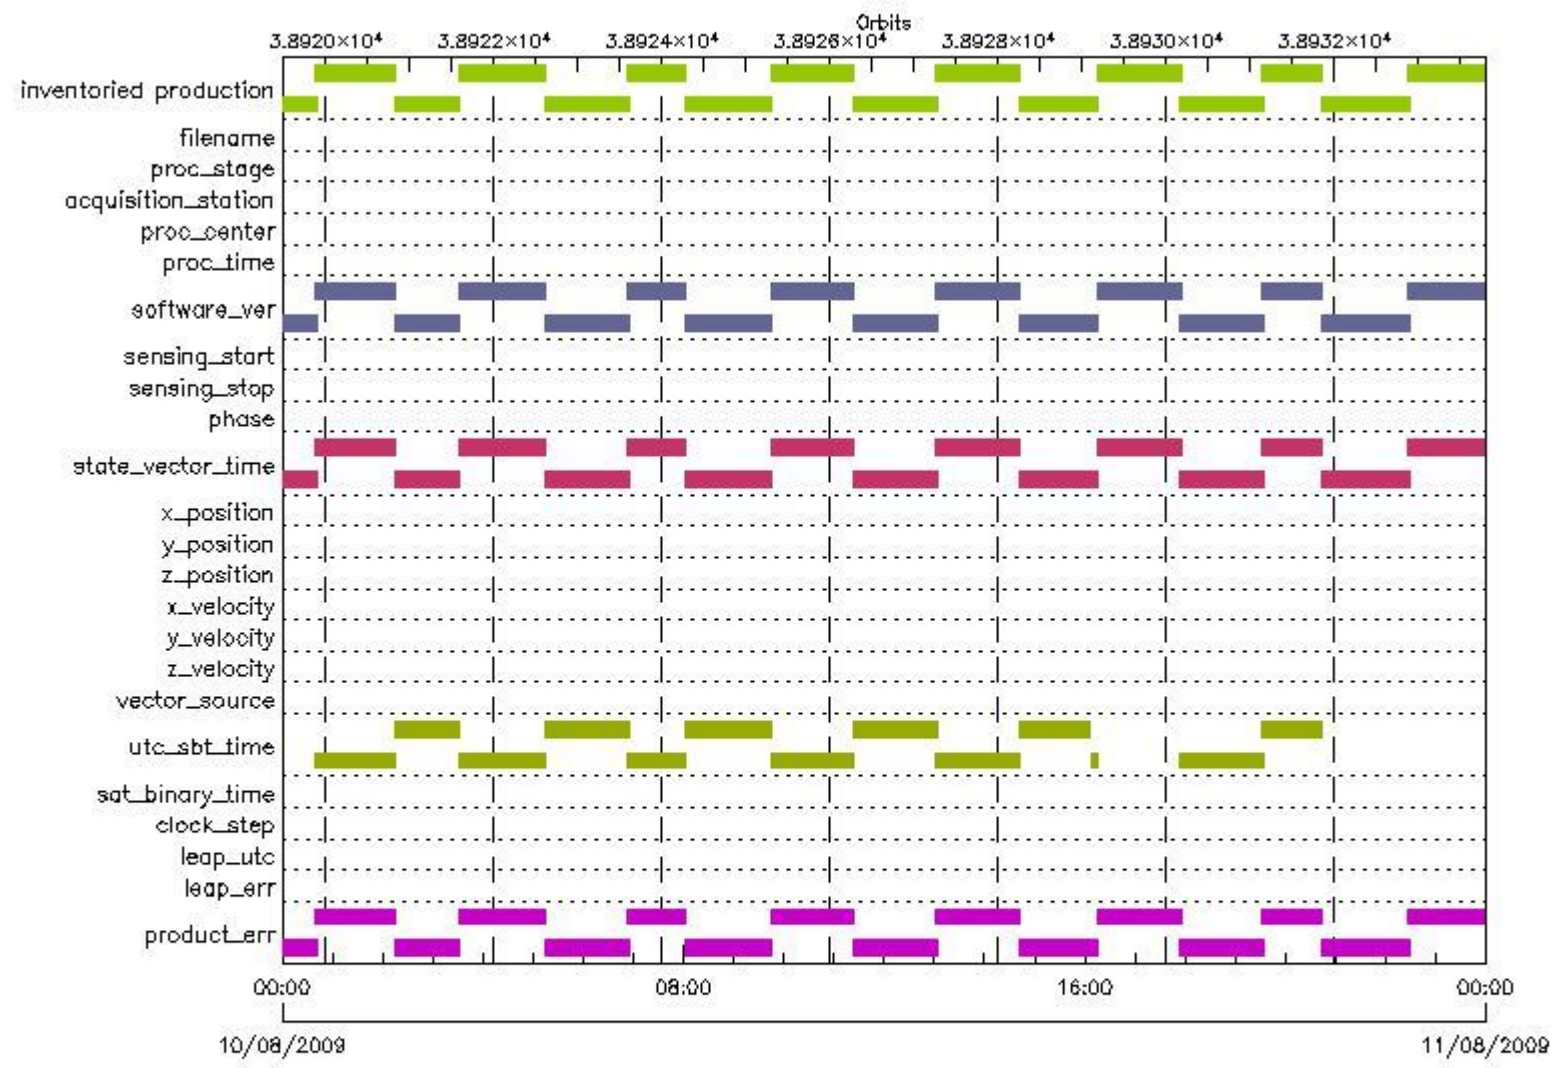 Orbits
3.8920×10⁴ 3.8922×10⁴ 3.8924×10⁴ 3.8926×10⁴ 3.8928×10⁴ 3.8930×10⁴ 3.8932×10⁴
inventoried production
filename
proc_stage
acquisition_station
proc_center
proc_time
software_ver
sensing_start
sensing_stop
phase
state_vector_time
x_position
y_position
z_position
x_velocity
y_velocity
z_velocity
vector_source
utc_sbt_time
sat_binary_time
clock_step
leap_utc
leap_err
product_err
00:00 08:00 16:00 00:00
10/08/2009 11/08/2009